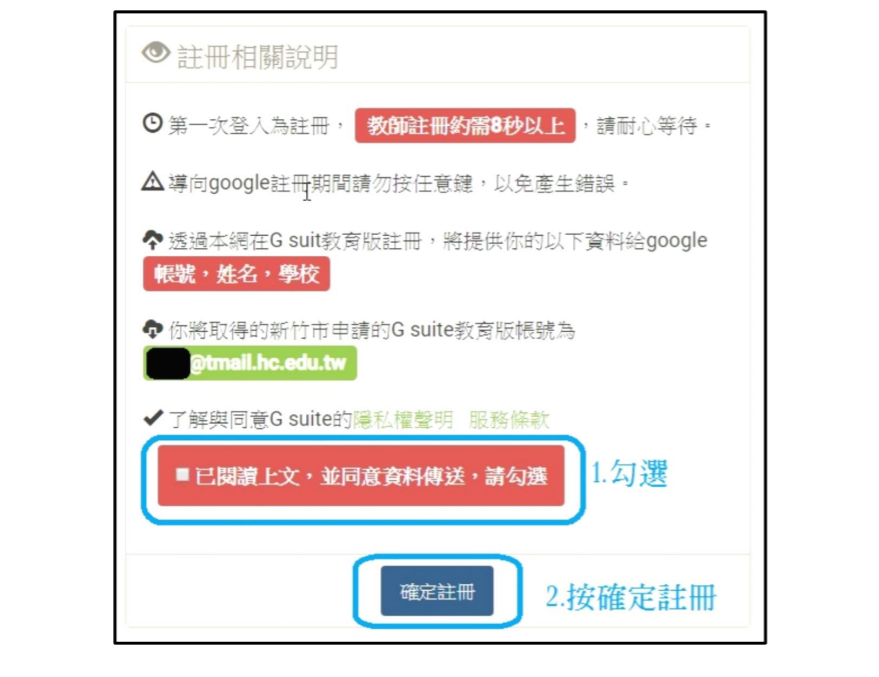 註冊相關說明
第一次登入為註冊，教師註冊約需8秒以上，請耐心等待。
導向google註冊期間請勿按任意鍵，以免產生錯誤。
透過本網在G suit教育版註冊，將提供你的以下資料給google
帳號，姓名，學校
你將取得的新竹市申請的G suite教育版帳號為
@tmail.hc.edu.tw
了解與同意G suite的隱私權聲明 服務條款
已閱讀上文，並同意資料傳送，請勾選
1.勾選
確定註冊
2.按確定註冊